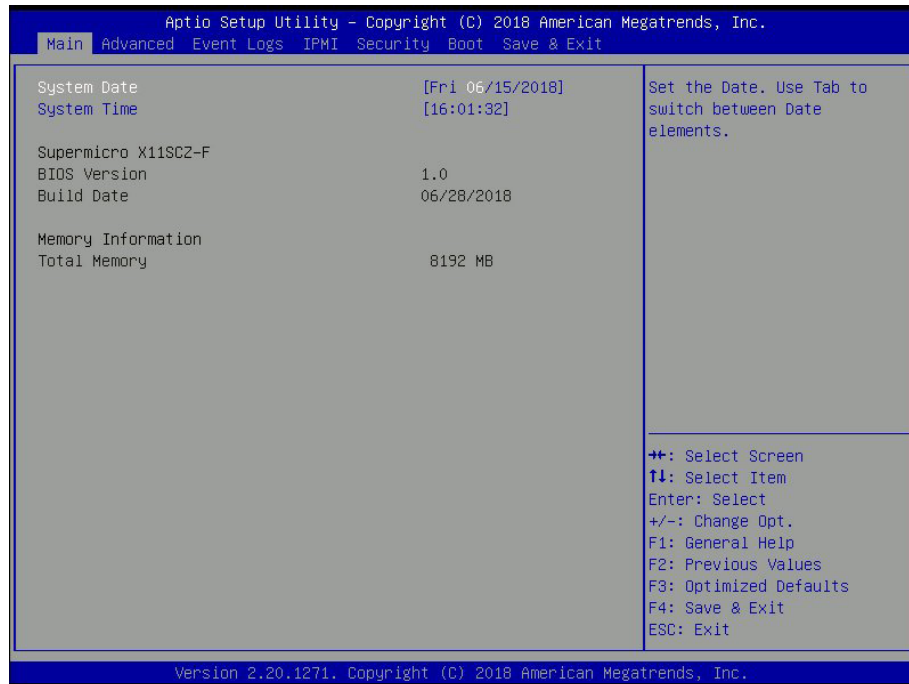 Aptio Setup Utility – Copyright (C) 2018 American Megatrends, Inc.
Main Advanced Event Logs IPMI Security Boot Save & Exit
System Date [Fri 06/15/2018]
System Time [16:01:32]
Supermicro X11SCZ-F
BIOS Version 1.0
Build Date 06/28/2018
Memory Information
Total Memory 8192 MB
Set the Date. Use Tab to
switch between Date
elements.
→←: Select Screen
↑↓: Select Item
Enter: Select
+/-: Change Opt.
F1: General Help
F2: Previous Values
F3: Optimized Defaults
F4: Save & Exit
ESC: Exit
Version 2.20.1271. Copyright (C) 2018 American Megatrends, Inc.